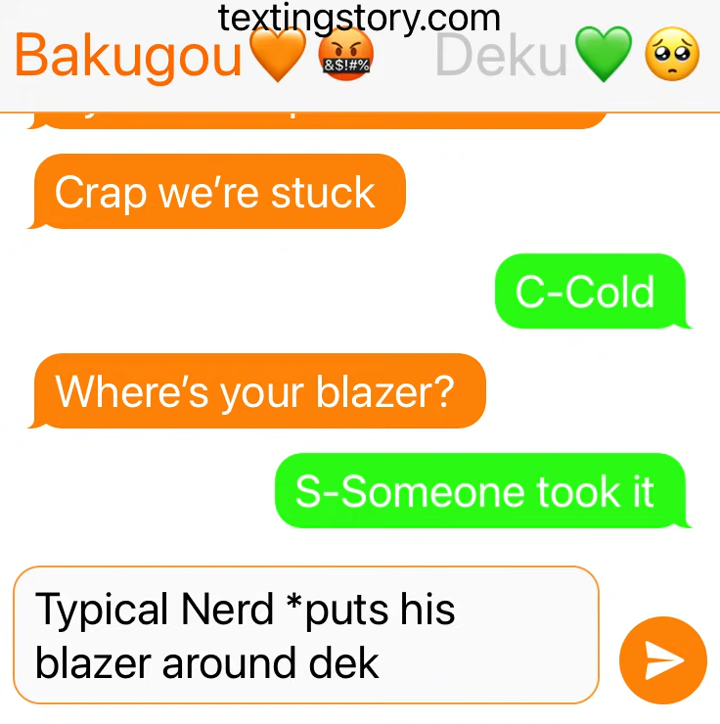 textingstory.com
Bakugou🧡🤬 Deku💚🥺
Crap we’re stuck
C-Cold
Where’s your blazer?
S-Someone took it
Typical Nerd *puts his
blazer around dek